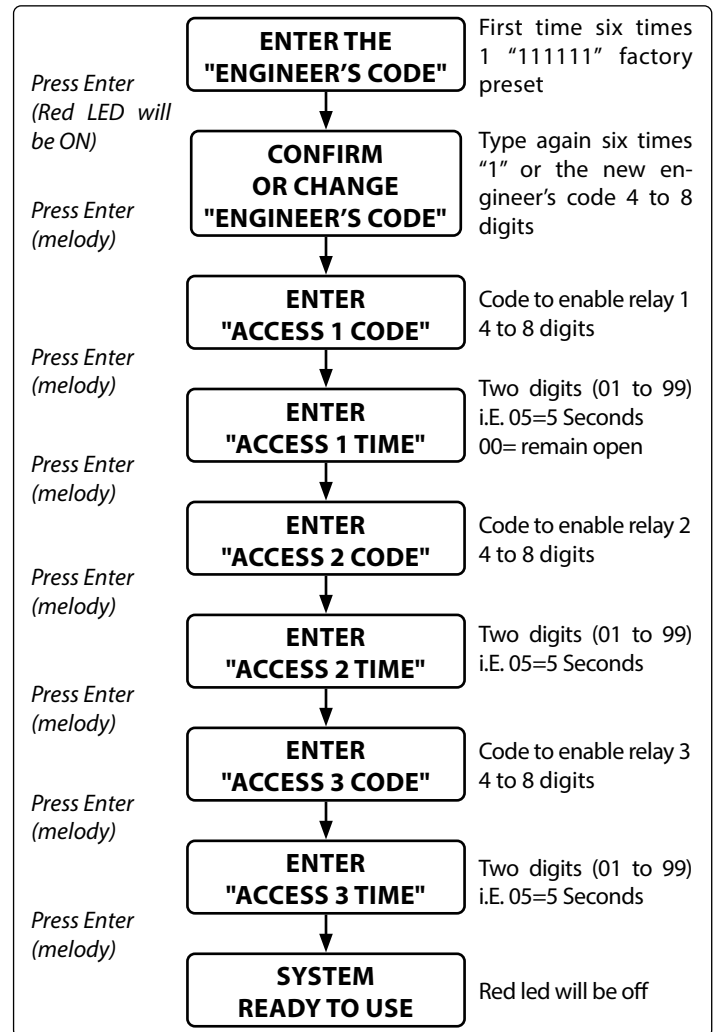 ENTER THE
"ENGINEER'S CODE"
First time six times
1 “111111” factory
preset
Press Enter
(Red LED will
be ON)
CONFIRM
OR CHANGE
"ENGINEER'S CODE"
Type again six times
“1” or the new en-
gineer’s code 4 to 8
digits
Press Enter
(melody)
ENTER
"ACCESS 1 CODE"
Code to enable relay 1
4 to 8 digits
Press Enter
(melody)
ENTER
"ACCESS 1 TIME"
Two digits (01 to 99)
i.E. 05=5 Seconds
00= remain open
Press Enter
(melody)
ENTER
"ACCESS 2 CODE"
Code to enable relay 2
4 to 8 digits
Press Enter
(melody)
ENTER
"ACCESS 2 TIME"
Two digits (01 to 99)
i.E. 05=5 Seconds
Press Enter
(melody)
ENTER
"ACCESS 3 CODE"
Code to enable relay 3
4 to 8 digits
Press Enter
(melody)
ENTER
"ACCESS 3 TIME"
Two digits (01 to 99)
i.E. 05=5 Seconds
Press Enter
(melody)
SYSTEM
READY TO USE
Red led will be off